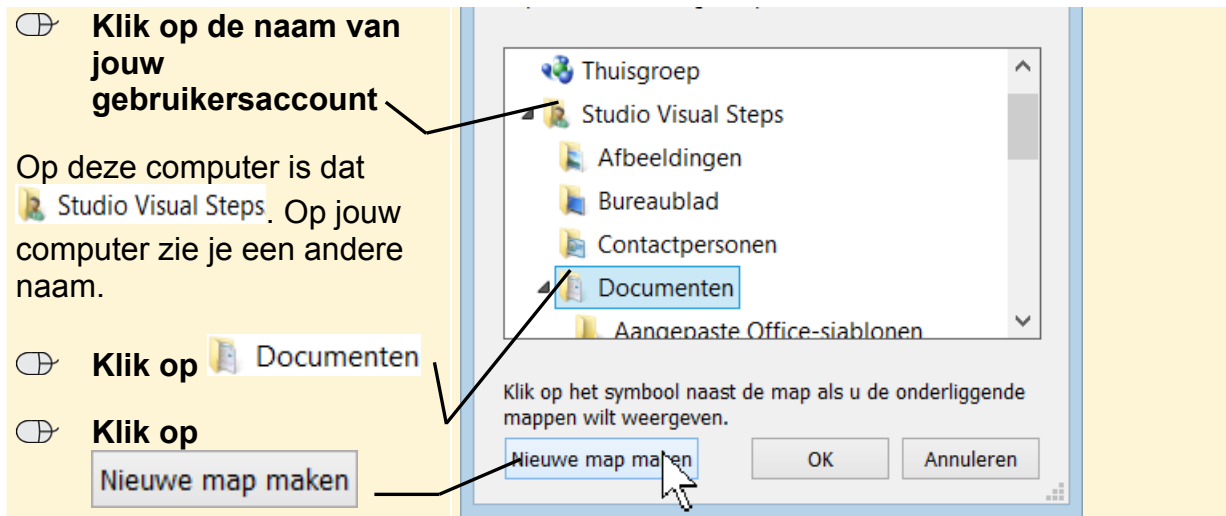 Klik op de naam van
jouw
gebruikersaccount
Op deze computer is dat
Studio Visual Steps. Op jouw
computer zie je een andere
naam.
Klik op Documenten
Klik op
Nieuwe map maken
Thuisgroep
Studio Visual Steps
Afbeeldingen
Bureaublad
Contactpersonen
Documenten
Aangepaste Office-sjablonen
Klik op het symbool naast de map als u de onderliggende
mappen wilt weergeven.
Nieuwe map maken
OK
Annuleren